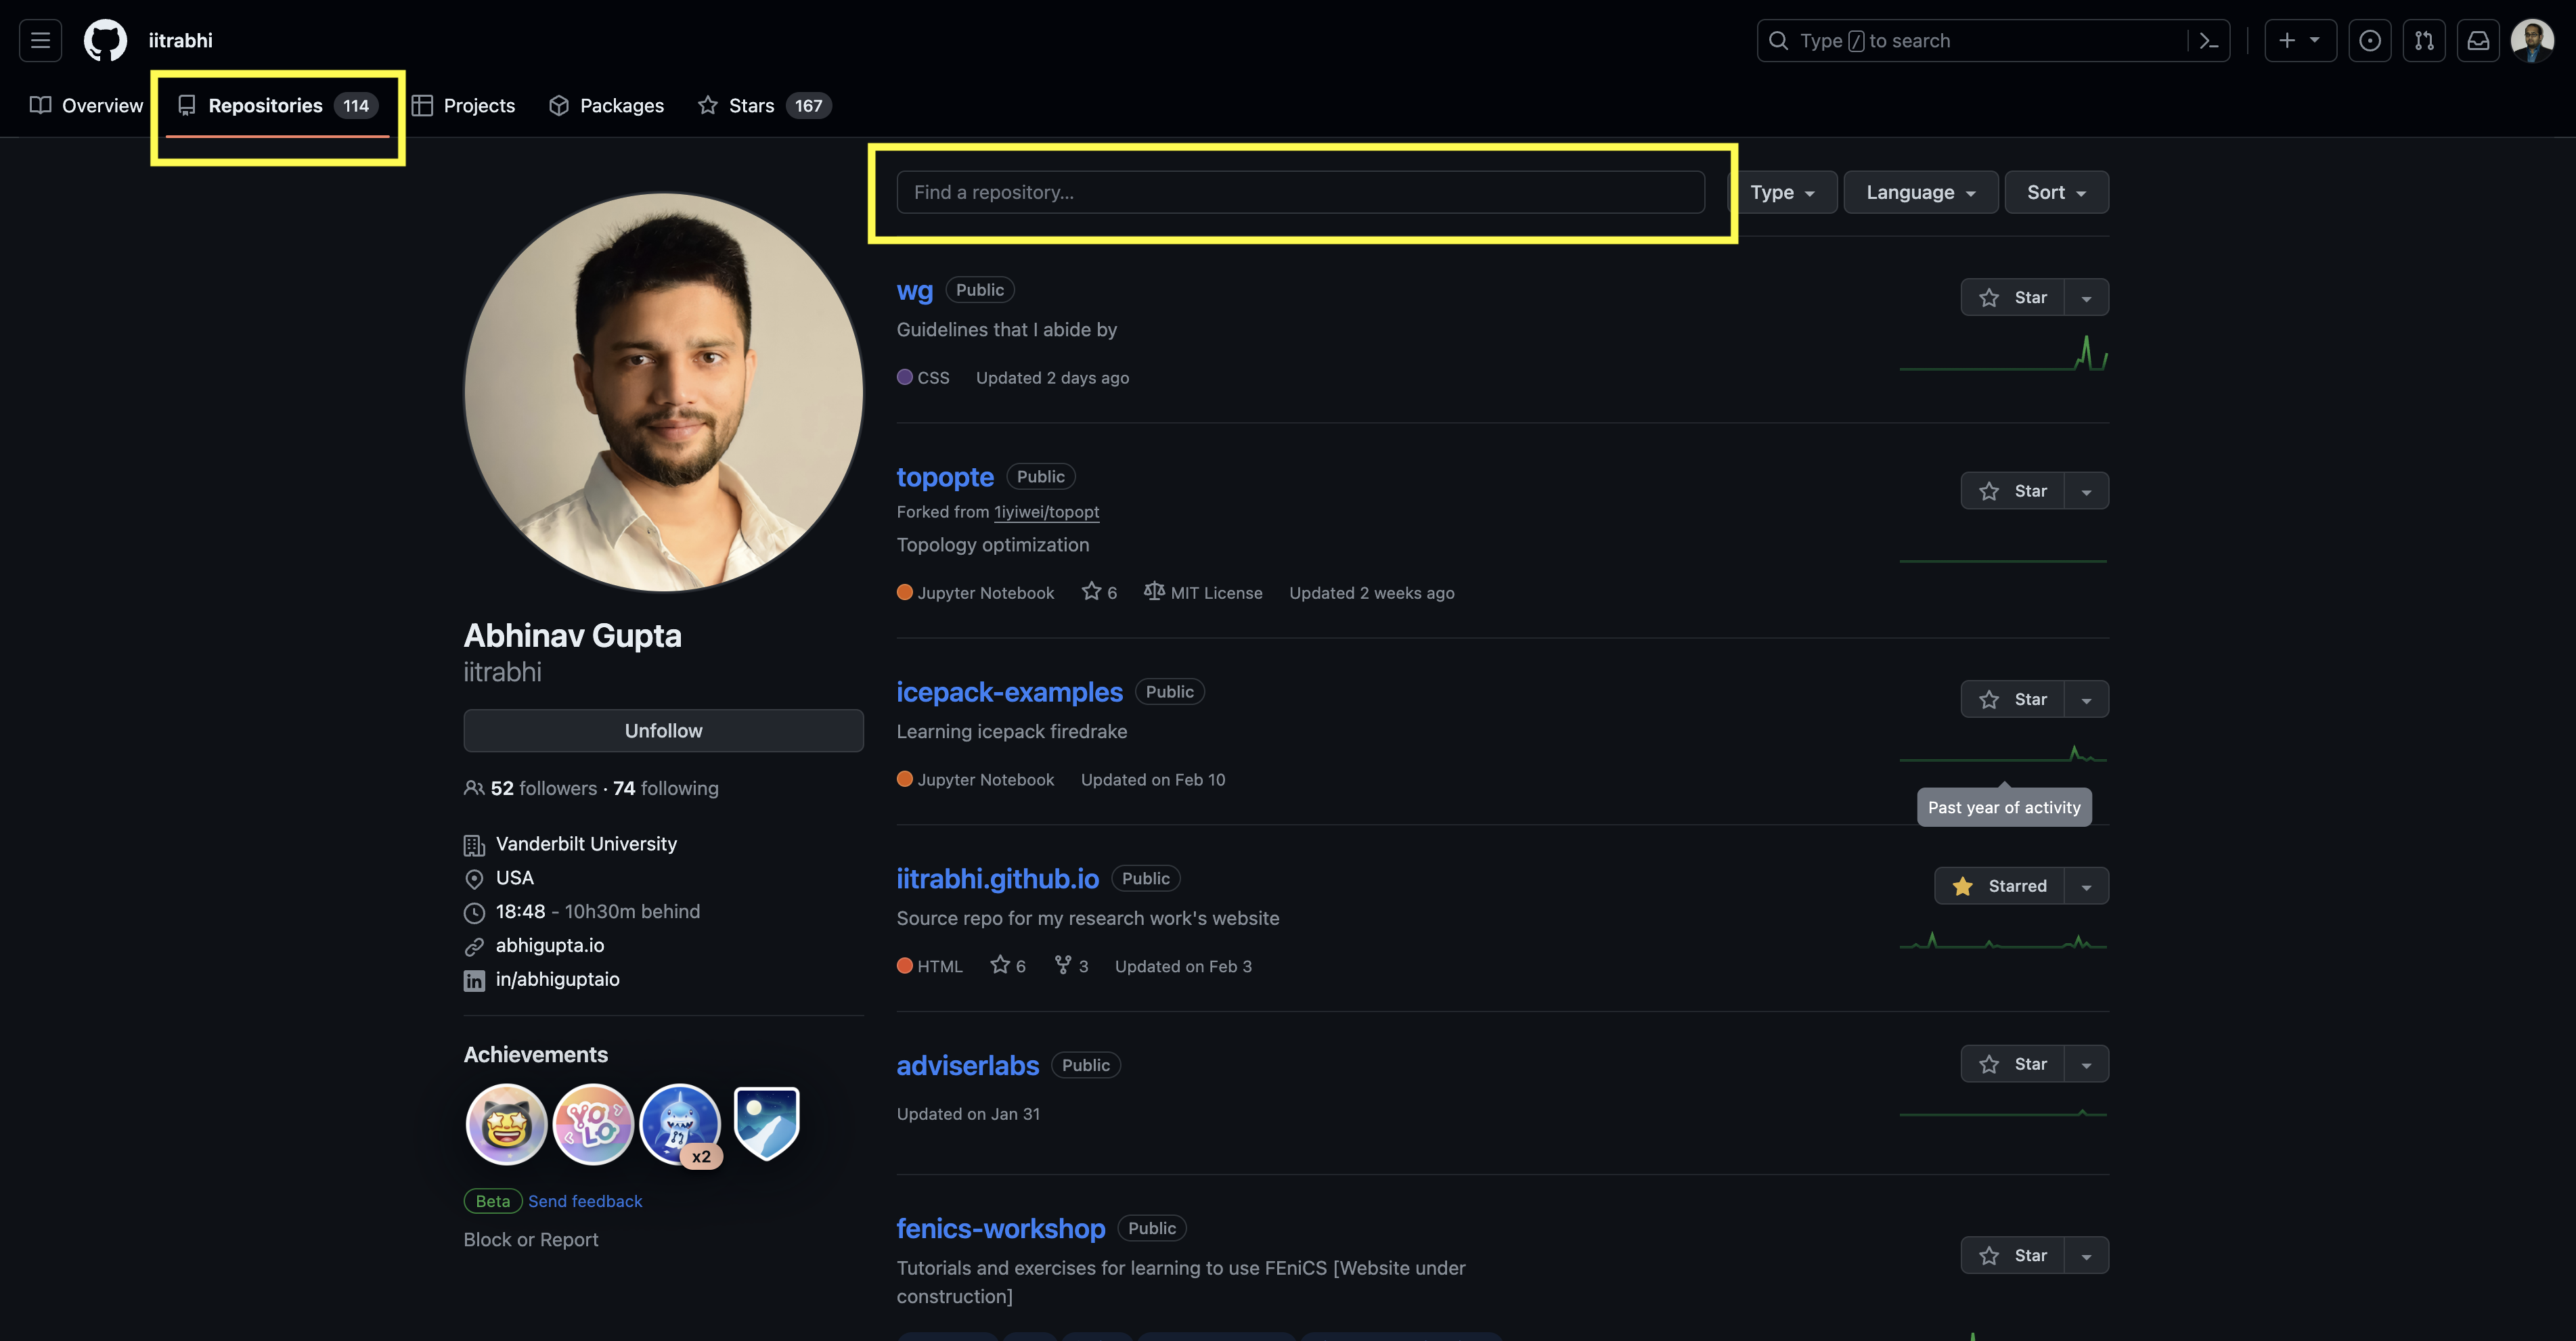 iitrabhi
Type / to search
Overview
Repositories 114
Projects
Packages
Stars 167
Find a repository...
Type
Language
Sort
Abhinav Gupta
iitrabhi
Unfollow
52 followers · 74 following
Vanderbilt University
USA
18:48 - 10h30m behind
abhigupta.io
in/abhiguptaio
Achievements
YOLO
x2
Beta Send feedback
Block or Report
wg Public
Star
Guidelines that I abide by
CSS Updated 2 days ago
topopte Public
Star
Forked from 1iyiwei/topopt
Topology optimization
Jupyter Notebook 6 MIT License Updated 2 weeks ago
icepack-examples Public
Star
Learning icepack firedrake
Jupyter Notebook Updated on Feb 10
Past year of activity
iitrabhi.github.io Public
Starred
Source repo for my research work's website
HTML 6 3 Updated on Feb 3
adviserlabs Public
Star
Updated on Jan 31
fenics-workshop Public
Star
Tutorials and exercises for learning to use FEniCS [Website under
construction]